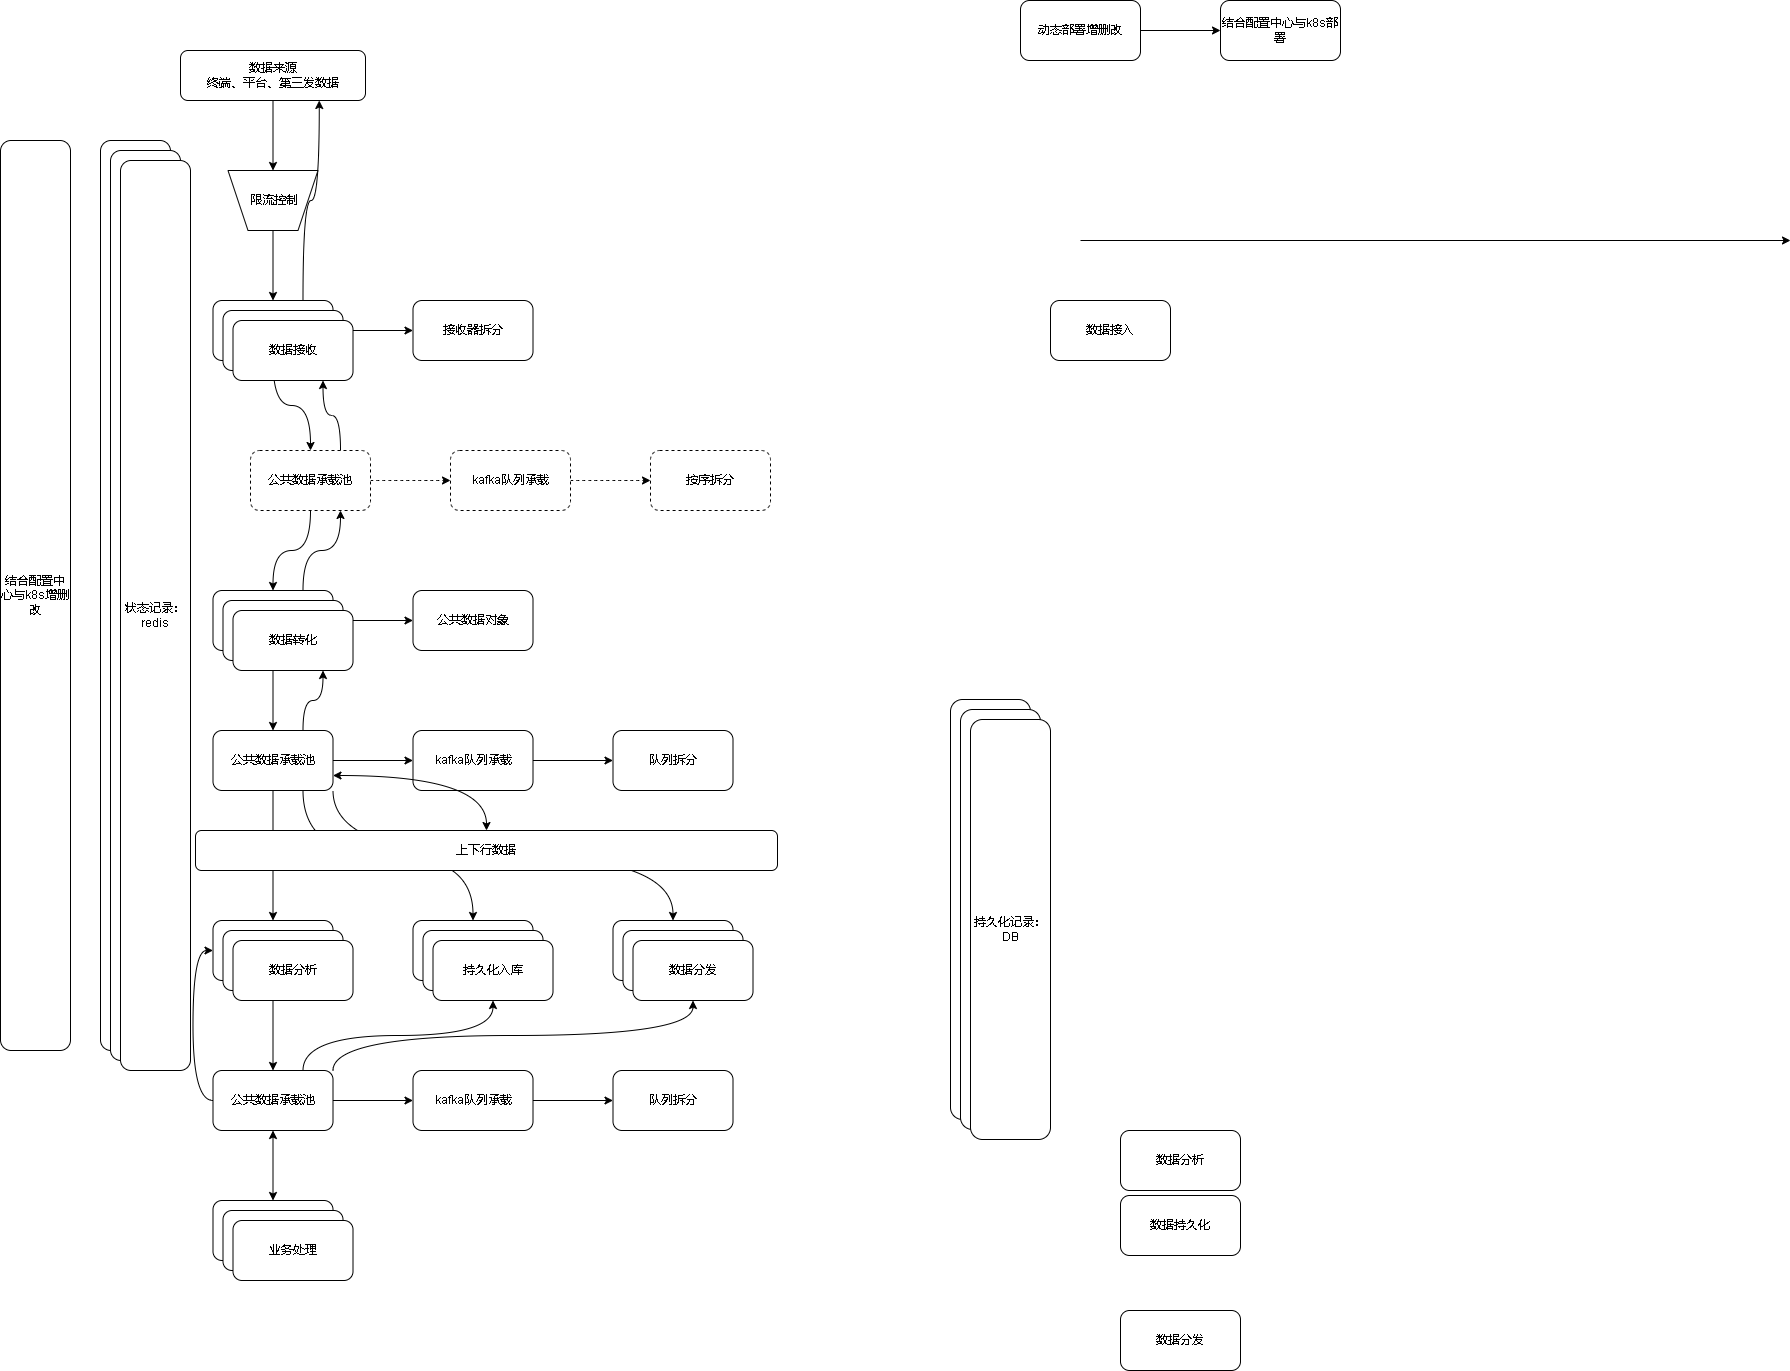 动态部署增删改
结合配置中心与k8s部
署
数据来源
终端、平台、第三发数据
限流控制
数据接收
接收器拆分
数据接入
公共数据承载池
kafka队列承载
按序拆分
结合配置中
心与k8s增删
改
状态记录：
redis
数据转化
公共数据对象
公共数据承载池
kafka队列承载
队列拆分
上下行数据
持久化记录：
DB
数据分析
持久化入库
数据分发
公共数据承载池
kafka队列承载
队列拆分
数据分析
数据持久化
业务处理
数据分发